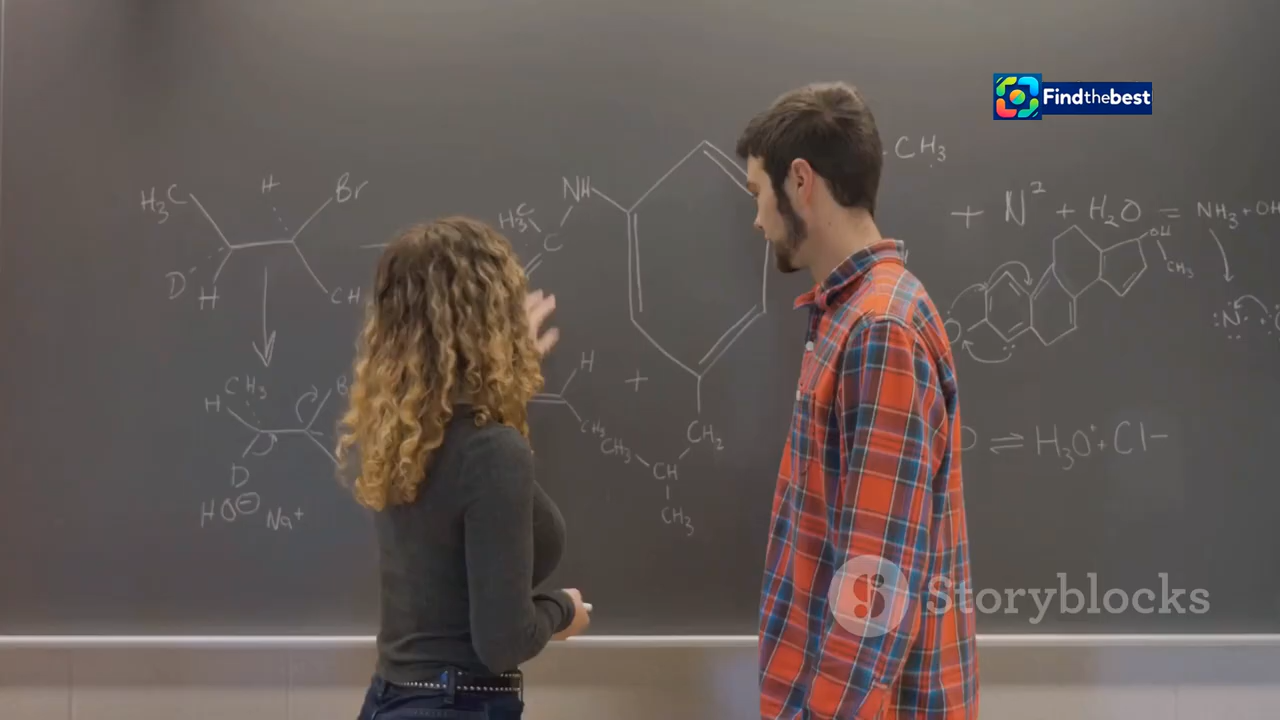 Findthebest
H₃C
H
Br
D
H
CH
NH
H₃C
C
CH₃
+ N² + H₂O = NH₃ + OH
OH
CH₃
:N
CH₃
H
D
HO⊖ Na⁺
H
CH₃
+
CH₂
CH₃
CH
CH₃
⇌ H₃O⁺ + Cl−
Storyblocks